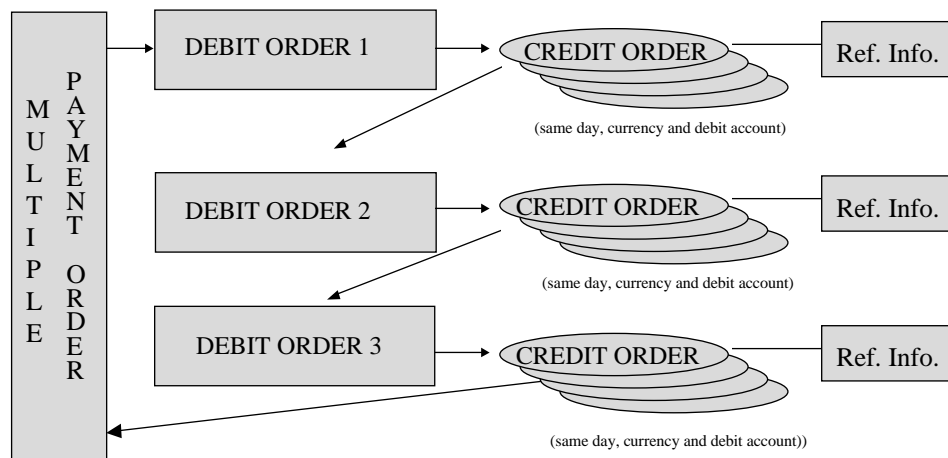 MULTIPLE
PAYMENT ORDER
DEBIT ORDER 1
CREDIT ORDER
Ref. Info.
(same day, currency and debit account)
DEBIT ORDER 2
CREDIT ORDER
Ref. Info.
(same day, currency and debit account)
DEBIT ORDER 3
CREDIT ORDER
Ref. Info.
(same day, currency and debit account))